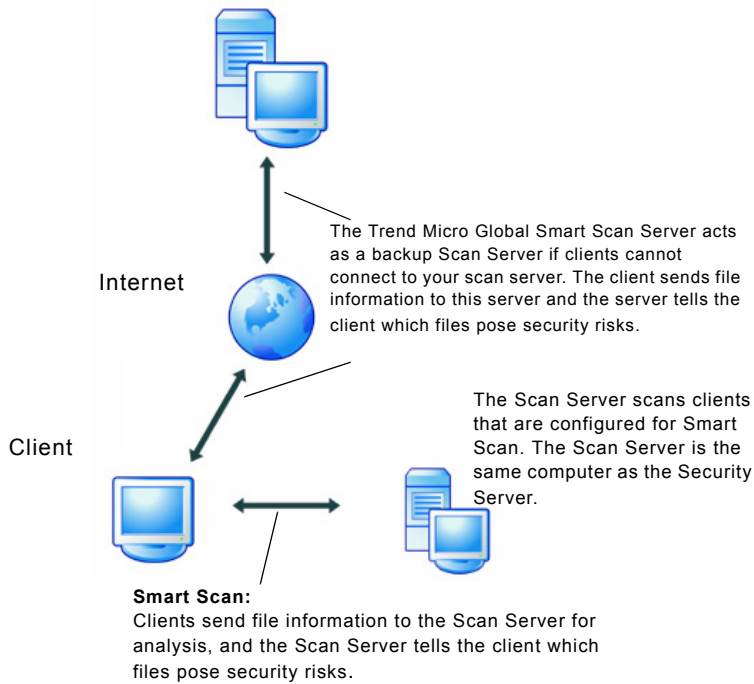 The Trend Micro Global Smart Scan Server acts
as a backup Scan Server if clients cannot
connect to your scan server. The client sends file
information to this server and the server tells the
client which files pose security risks.
Internet
The Scan Server scans clients
that are configured for Smart
Scan. The Scan Server is the
same computer as the Security
Server.
Client
Smart Scan:
Clients send file information to the Scan Server for
analysis, and the Scan Server tells the client which
files pose security risks.